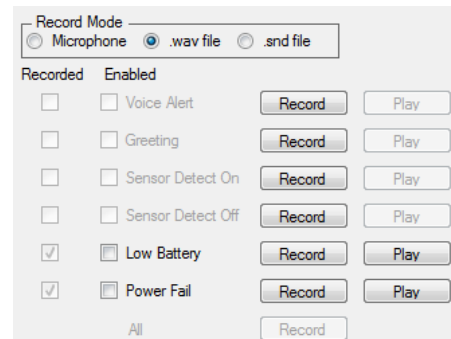 Record Mode
Microphone .wav file .snd file
Recorded Enabled
Voice Alert Record Play
Greeting Record Play
Sensor Detect On Record Play
Sensor Detect Off Record Play
Low Battery Record Play
Power Fail Record Play
All Record